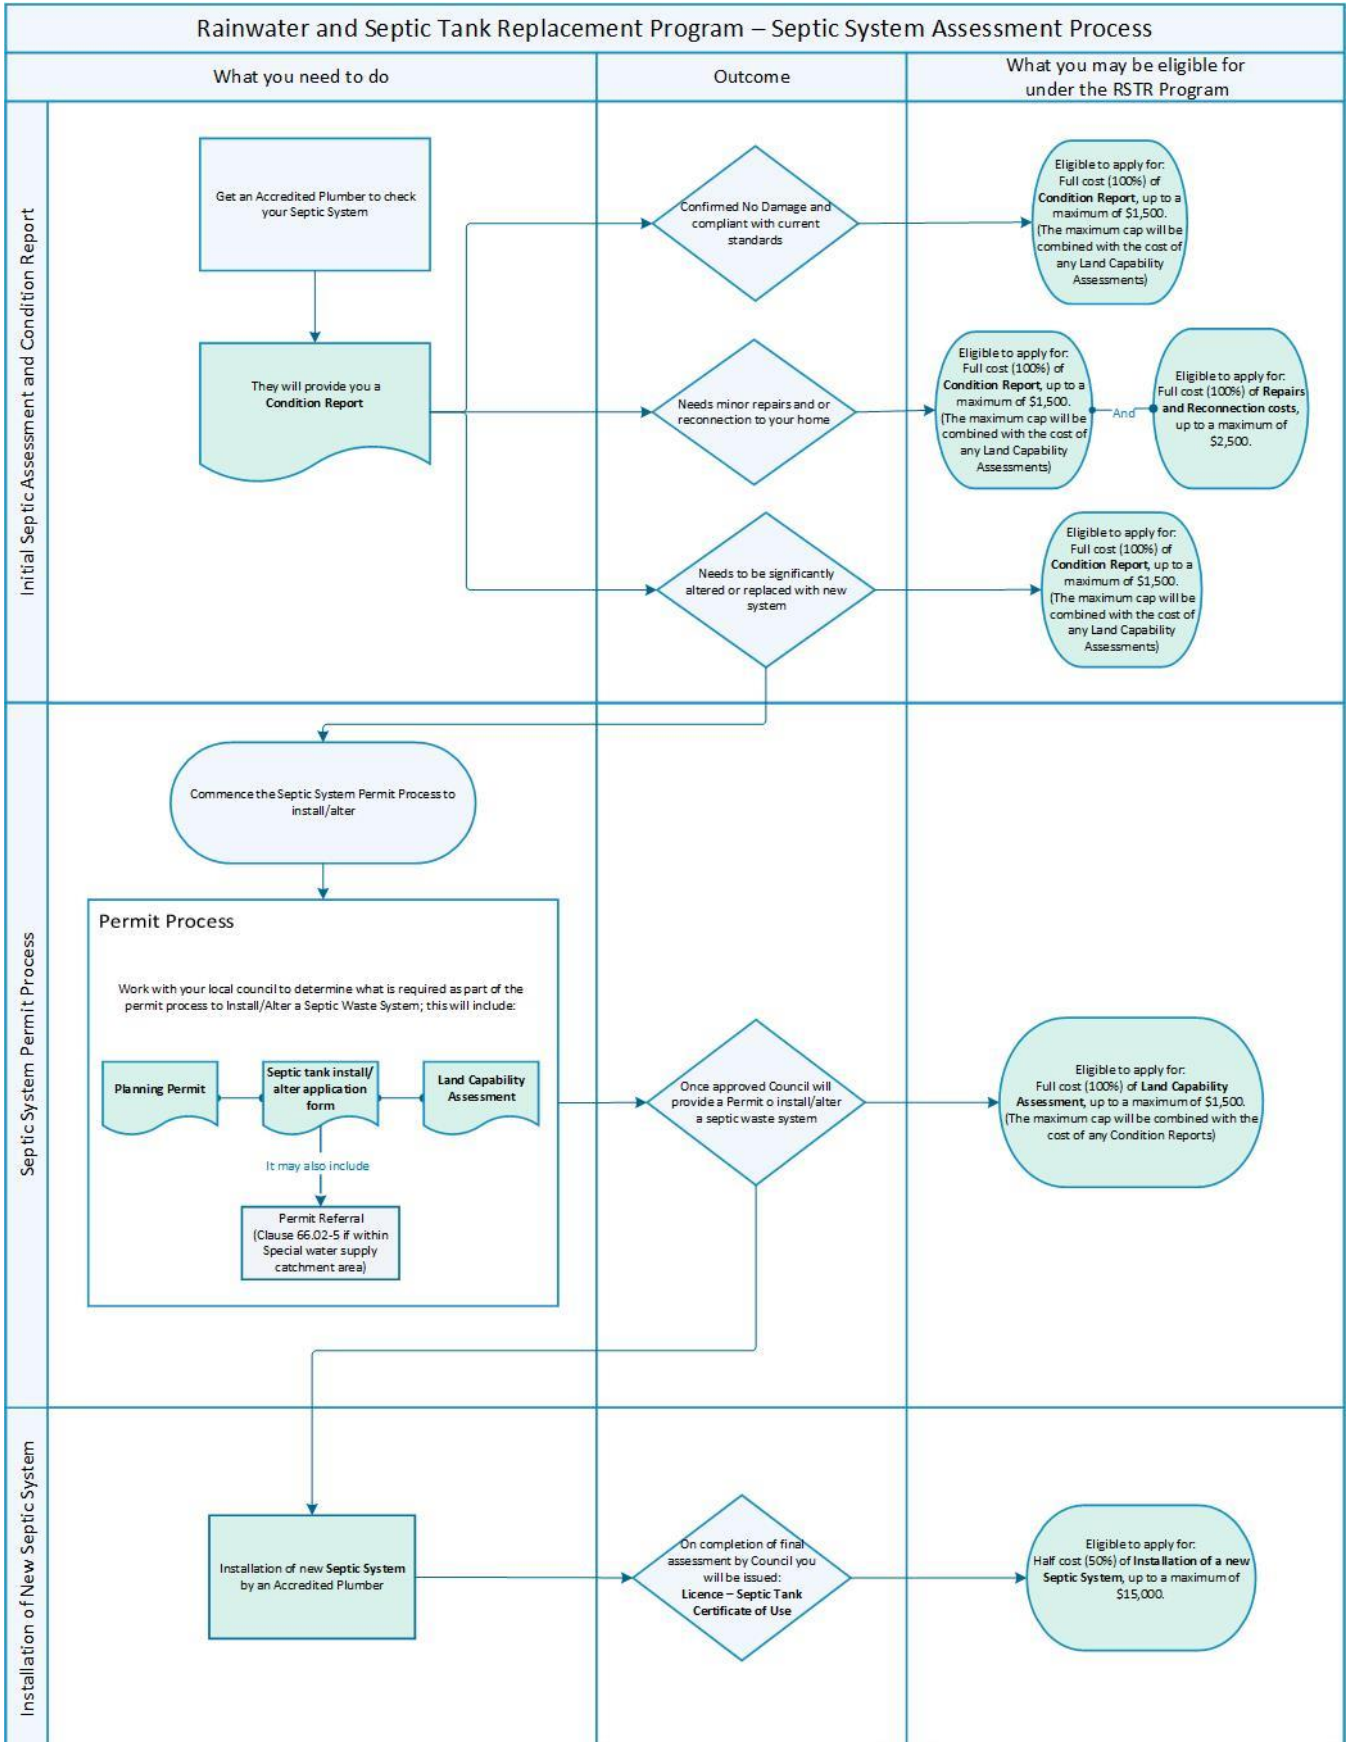 Rainwater and Septic Tank Replacement Program – Septic System Assessment Process
What you need to do
Outcome
What you may be eligible for
under the RSTR Program
Initial Septic Assessment and Condition Report
Get an Accredited Plumber to check
your Septic System
Confirmed No Damage and
compliant with current
standards
Eligible to apply for:
Full cost (100%) of
Condition Report, up to a
maximum of $1,500.
(The maximum cap will be
combined with the cost of
any Land Capability
Assessments)
They will provide you a
Condition Report
Needs minor repairs and or
reconnection to your home
Eligible to apply for:
Full cost (100%) of
Condition Report, up to a
maximum of $1,500.
(The maximum cap will be
combined with the cost of
any Land Capability
Assessments)
And
Eligible to apply for:
Full cost (100%) of Repairs
and Reconnection costs,
up to a maximum of
$2,500.
Needs to be significantly
altered or replaced with new
system
Eligible to apply for:
Full cost (100%) of
Condition Report, up to a
maximum of $1,500.
(The maximum cap will be
combined with the cost of
any Land Capability
Assessments)
Septic System Permit Process
Commence the Septic System Permit Process to
install/alter
Permit Process
Work with your local council to determine what is required as part of the
permit process to Install/Alter a Septic Waste System; this will include:
Planning Permit
Septic tank install/
alter application
form
Land Capability
Assessment
It may also include
Permit Referral
(Clause 66.02-5 if within
Special water supply
catchment area)
Once approved Council will
provide a Permit o install/alter
a septic waste system
Eligible to apply for:
Full cost (100%) of Land Capability
Assessment, up to a maximum of $1,500.
(The maximum cap will be combined with the
cost of any Condition Reports)
Installation of New Septic System
Installation of new Septic System
by an Accredited Plumber
On completion of final
assessment by Council you
will be issued:
Licence – Septic Tank
Certificate of Use
Eligible to apply for:
Half cost (50%) of Installation of a new
Septic System, up to a maximum of
$15,000.